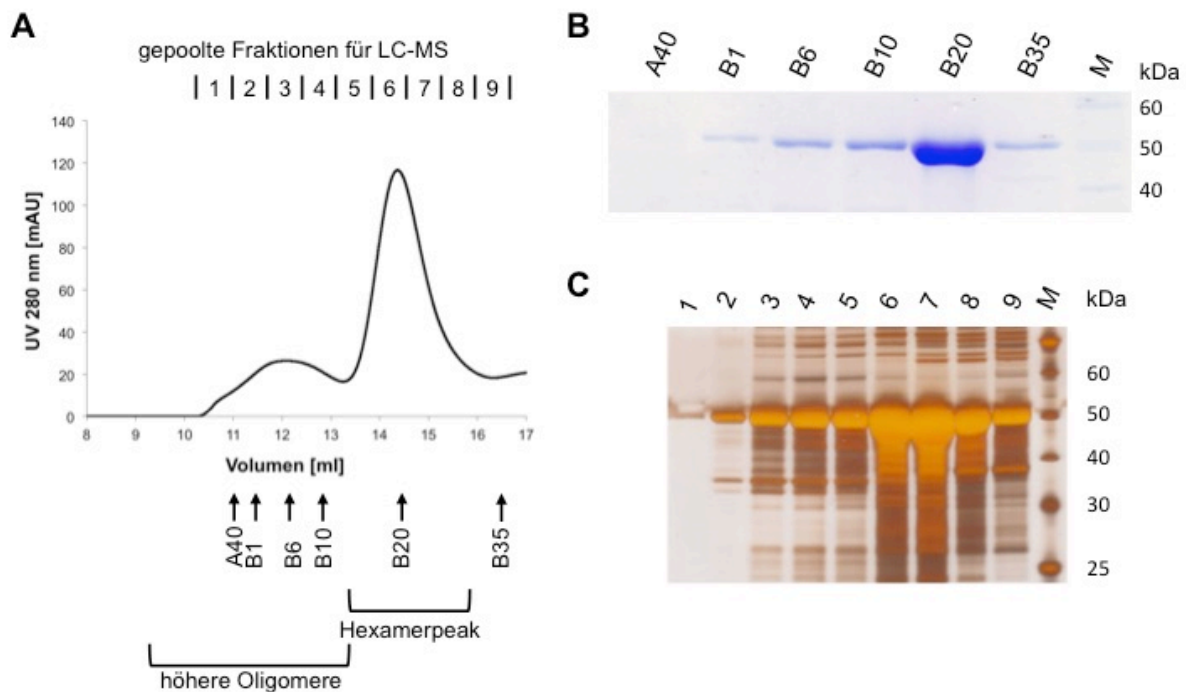 A
gepoolte Fraktionen für LC-MS
1 2 3 4 5 6 7 8 9
140
120
100
80
60
40
20
0
UV 280 nm [mAU]
8 9 10 11 12 13 14 15 16 17
Volumen [ml]
A40 B1 B6 B10 B20 B35
Hexamerpeak
höhere Oligomere
B
A40 B1 B6 B10 B20 B35 M kDa
60
50
40
C
1 2 3 4 5 6 7 8 9 M kDa
60
50
40
30
25